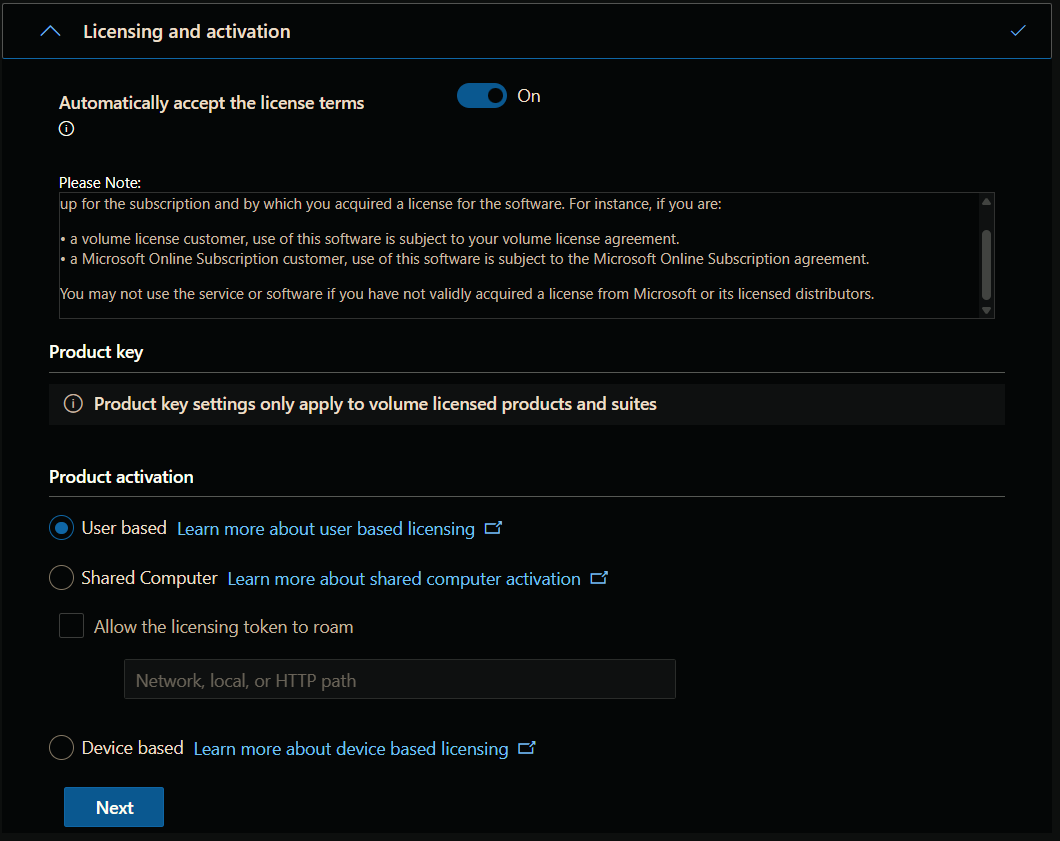 Licensing and activation
Automatically accept the license terms
On
Please Note:
up for the subscription and by which you acquired a license for the software. For instance, if you are:
• a volume license customer, use of this software is subject to your volume license agreement.
• a Microsoft Online Subscription customer, use of this software is subject to the Microsoft Online Subscription agreement.
You may not use the service or software if you have not validly acquired a license from Microsoft or its licensed distributors.
Product key
Product key settings only apply to volume licensed products and suites
Product activation
User based Learn more about user based licensing
Shared Computer Learn more about shared computer activation
Allow the licensing token to roam
Network, local, or HTTP path
Device based Learn more about device based licensing
Next